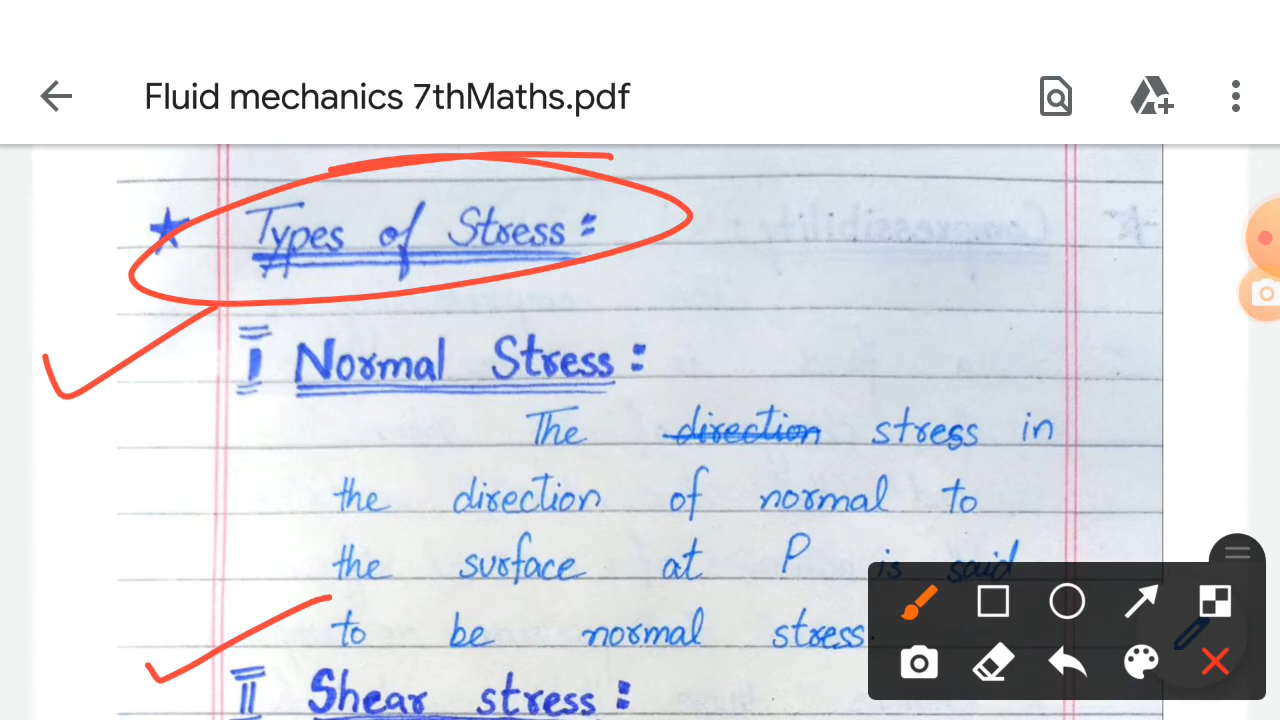 Fluid mechanics 7thMaths.pdf
★ Types of Stress:
I Normal Stress:
The direction stress in
the direction of normal to
the surface at P is said
to be normal stress.
II Shear stress: